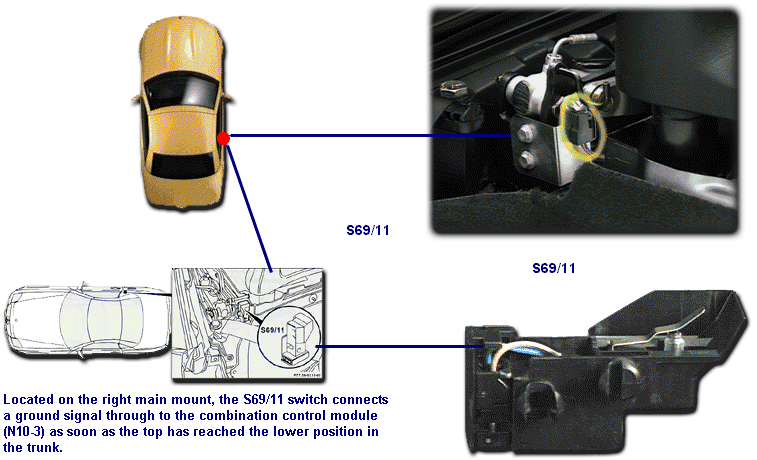 S69/11
S69/11
S69/11
Located on the right main mount, the S69/11 switch connects
a ground signal through to the combination control module
(N10-3) as soon as the top has reached the lower position in
the trunk.